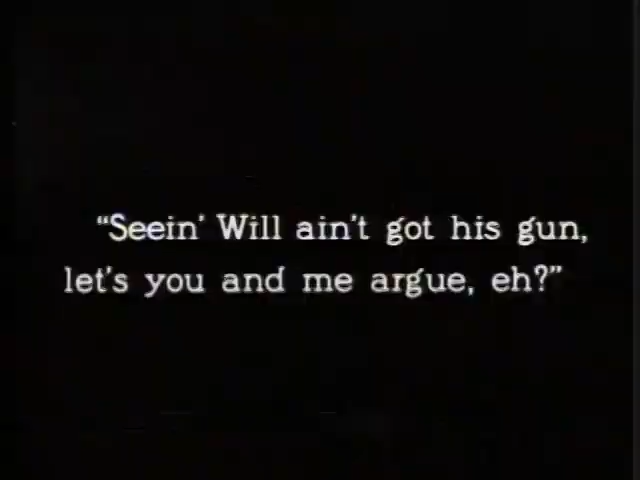 “Seein' Will ain't got his gun,
let's you and me argue, eh?”